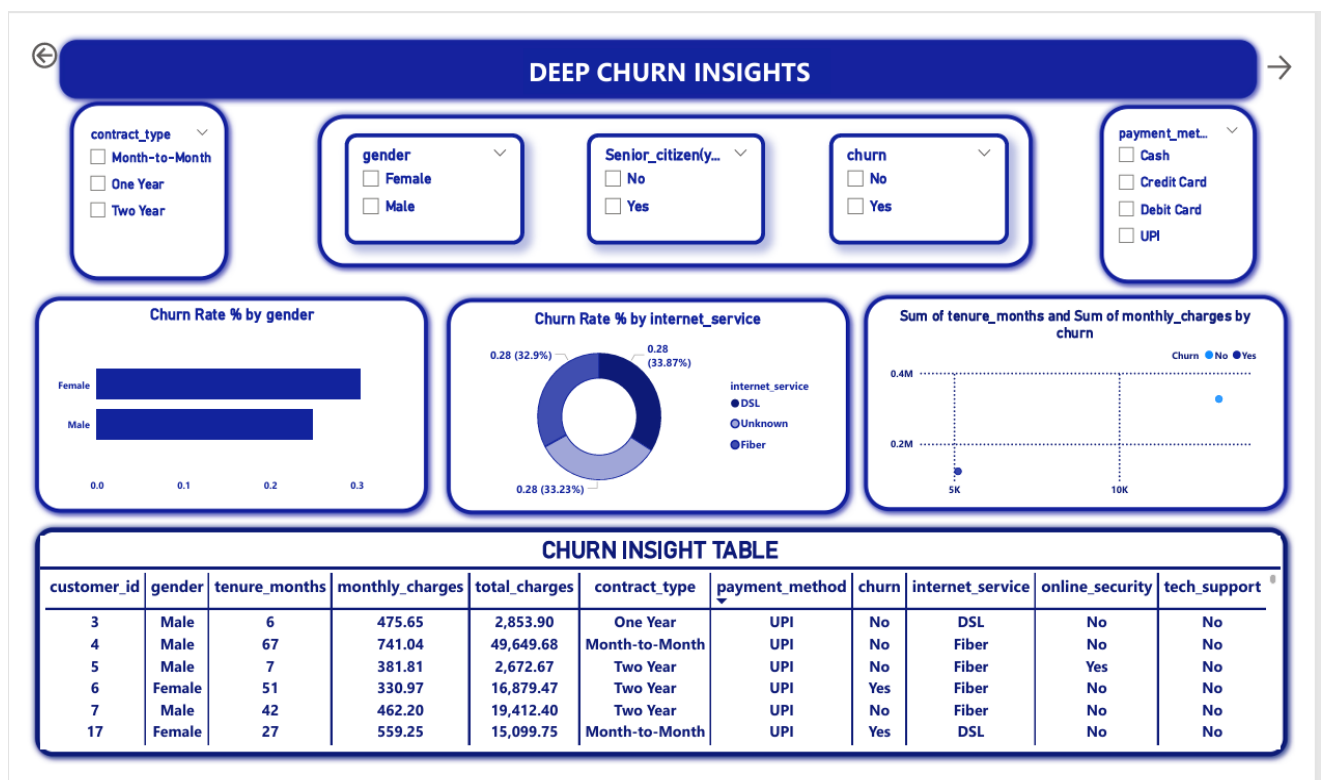 DEEP CHURN INSIGHTS
contract_type
Month-to-Month
One Year
Two Year
gender
Female
Male
Senior_citizen(y...
No
Yes
churn
No
Yes
payment_met...
Cash
Credit Card
Debit Card
UPI
Churn Rate % by gender
Female
Male
0.0 0.1 0.2 0.3
Churn Rate % by internet_service
0.28 (32.9%)
0.28
(33.87%)
0.28 (33.23%)
internet_service
DSL
Unknown
Fiber
Sum of tenure_months and Sum of monthly_charges by
churn
Churn No Yes
0.4M
0.2M
5K 10K
CHURN INSIGHT TABLE
customer_id gender tenure_months monthly_charges total_charges contract_type payment_method churn internet_service online_security tech_support
3 Male 6 475.65 2,853.90 One Year UPI No DSL No No
4 Male 67 741.04 49,649.68 Month-to-Month UPI No Fiber No No
5 Male 7 381.81 2,672.67 Two Year UPI No Fiber Yes No
6 Female 51 330.97 16,879.47 Two Year UPI Yes Fiber No No
7 Male 42 462.20 19,412.40 Two Year UPI No Fiber No No
17 Female 27 559.25 15,099.75 Month-to-Month UPI Yes DSL No No